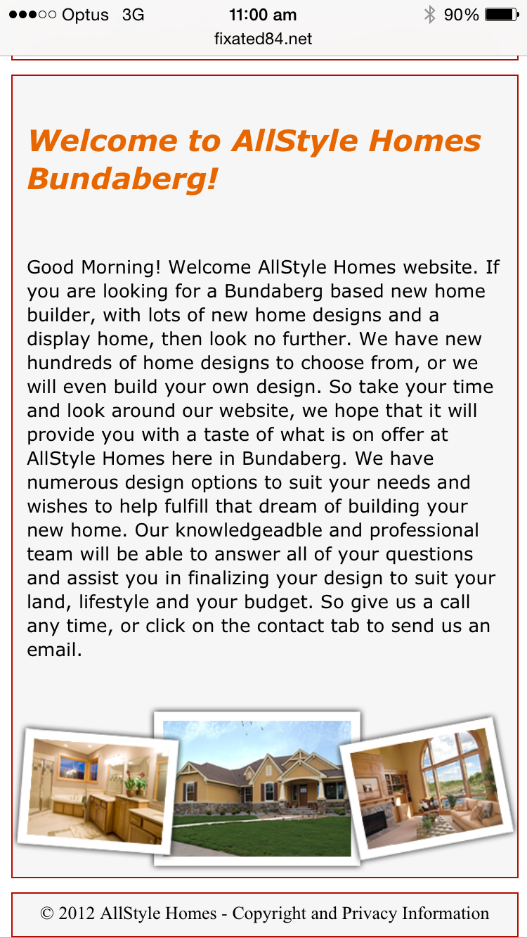 Optus 3G 11:00 am 90%
fixated84.net
Welcome to AllStyle Homes
Bundaberg!
Good Morning! Welcome AllStyle Homes website. If
you are looking for a Bundaberg based new home
builder, with lots of new home designs and a
display home, then look no further. We have new
hundreds of home designs to choose from, or we
will even build your own design. So take your time
and look around our website, we hope that it will
provide you with a taste of what is on offer at
AllStyle Homes here in Bundaberg. We have
numerous design options to suit your needs and
wishes to help fulfill that dream of building your
new home. Our knowledgeadble and professional
team will be able to answer all of your questions
and assist you in finalizing your design to suit your
land, lifestyle and your budget. So give us a call
any time, or click on the contact tab to send us an
email.
© 2012 AllStyle Homes - Copyright and Privacy Information